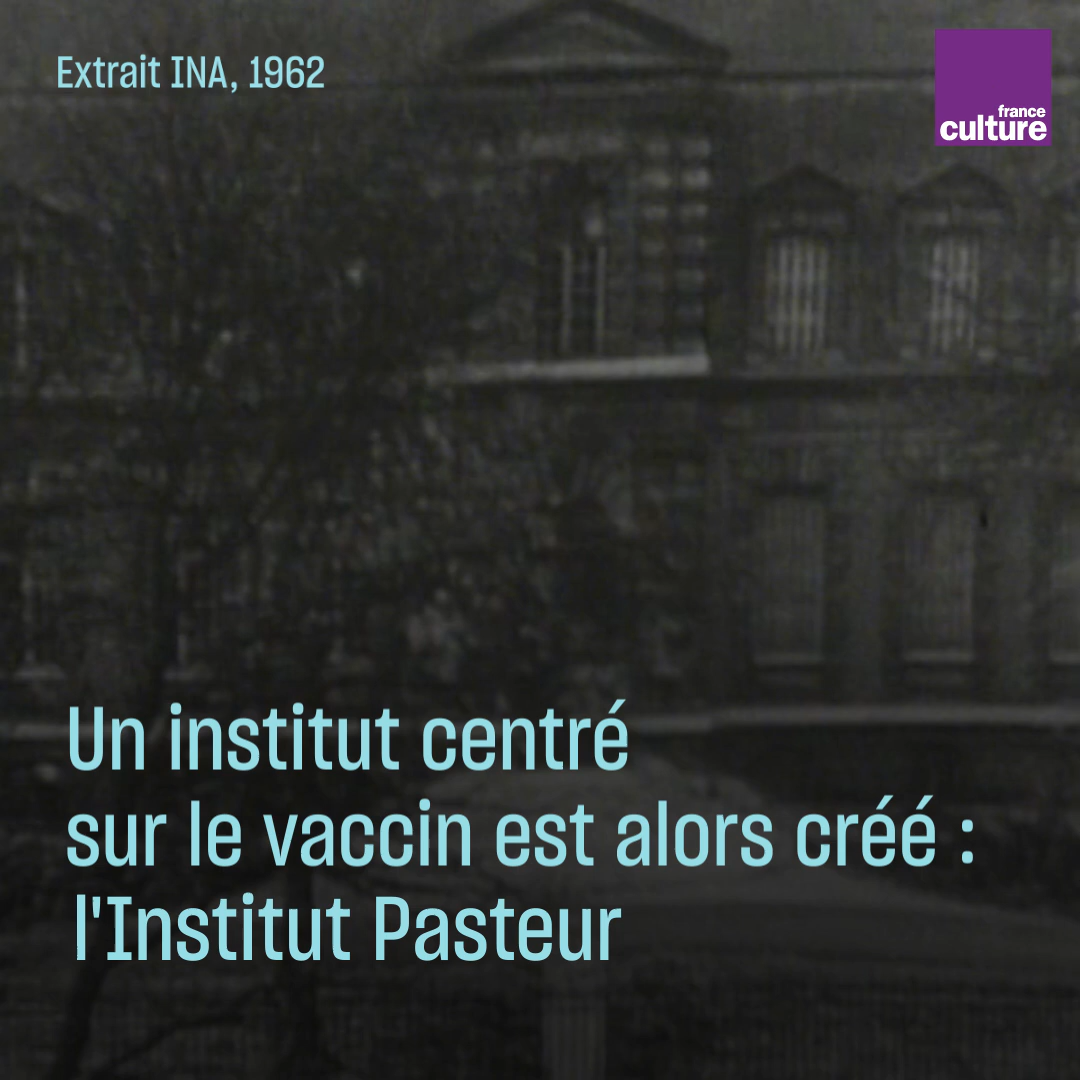 Extrait INA, 1962
france
culture
Un institut centré
sur le vaccin est alors créé :
l'Institut Pasteur